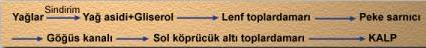 Yağlar Sindirim Yağ asidi+Gliserol Lenf toplardamarı Peke sarnıcı
Göğüs kanalı Sol köprücük altı toplardamarı KALP